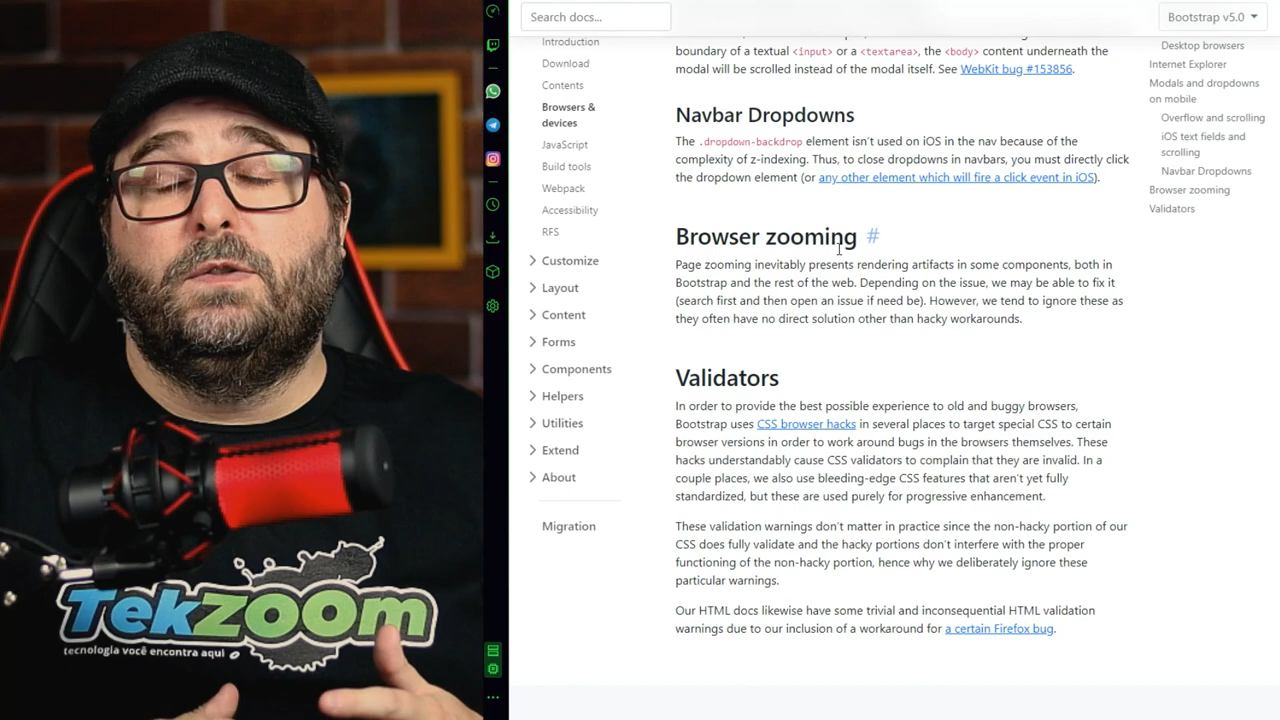 TekZOOm
tecnologia você encontra aqui
Search docs...
Bootstrap v5.0
Introduction
Download
Contents
Browsers &
devices
JavaScript
Build tools
Webpack
Accessibility
RFS
Customize
Layout
Content
Forms
Components
Helpers
Utilities
Extend
About
Migration
boundary of a textual <input> or a <textarea>, the <body> content underneath the
modal will be scrolled instead of the modal itself. See WebKit bug #153856.
Navbar Dropdowns
The .dropdown-backdrop element isn't used on iOS in the nav because of the
complexity of z-indexing. Thus, to close dropdowns in navbars, you must directly click
the dropdown element (or any other element which will fire a click event in iOS).
Browser zooming #
Page zooming inevitably presents rendering artifacts in some components, both in
Bootstrap and the rest of the web. Depending on the issue, we may be able to fix it
(search first and then open an issue if need be). However, we tend to ignore these as
they often have no direct solution other than hacky workarounds.
Validators
In order to provide the best possible experience to old and buggy browsers,
Bootstrap uses CSS browser hacks in several places to target special CSS to certain
browser versions in order to work around bugs in the browsers themselves. These
hacks understandably cause CSS validators to complain that they are invalid. In a
couple places, we also use bleeding-edge CSS features that aren't yet fully
standardized, but these are used purely for progressive enhancement.
These validation warnings don't matter in practice since the non-hacky portion of our
CSS does fully validate and the hacky portions don't interfere with the proper
functioning of the non-hacky portion, hence why we deliberately ignore these
particular warnings.
Our HTML docs likewise have some trivial and inconsequential HTML validation
warnings due to our inclusion of a workaround for a certain Firefox bug.
Desktop browsers
Internet Explorer
Modals and dropdowns
on mobile
Overflow and scrolling
iOS text fields and
scrolling
Navbar Dropdowns
Browser zooming
Validators